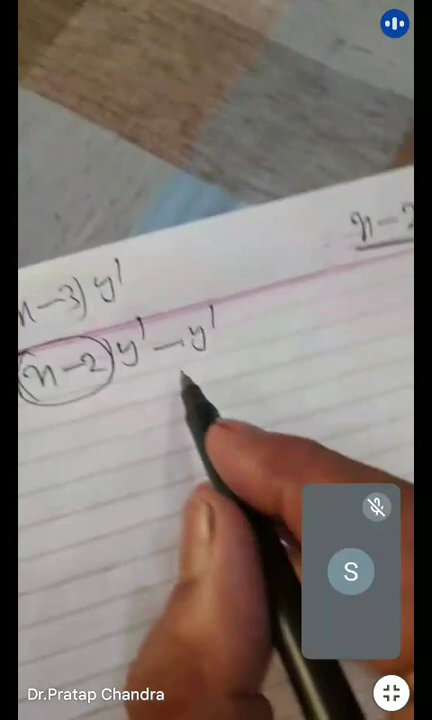 x-3) y'
(x-2) y' - y'
x-2
S
Dr.Pratap Chandra